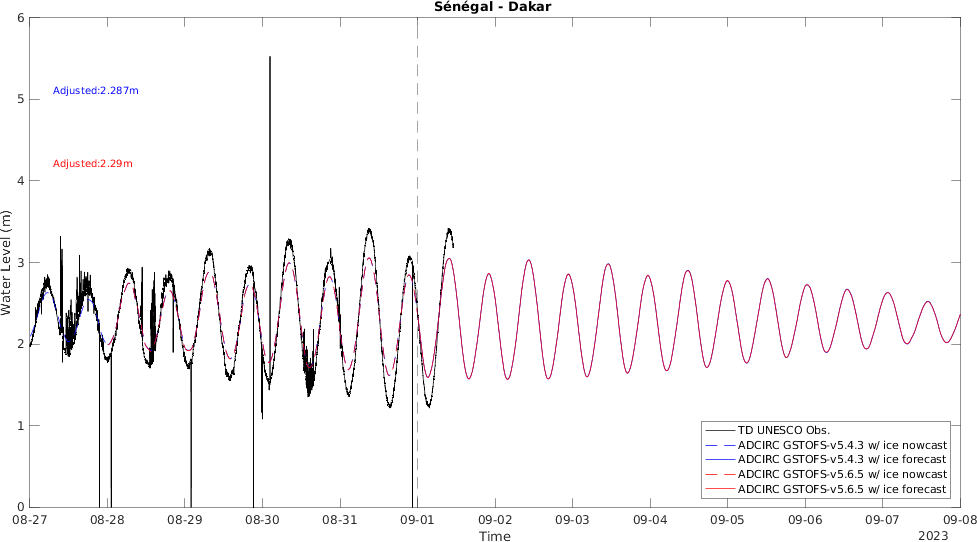 Sénégal - Dakar
6
5
4
3
2
1
0
Water Level (m)
Adjusted:2.287m
Adjusted:2.29m
TD UNESCO Obs.
ADCIRC GSTOFS-v5.4.3 w/ ice nowcast
ADCIRC GSTOFS-v5.4.3 w/ ice forecast
ADCIRC GSTOFS-v5.6.5 w/ ice nowcast
ADCIRC GSTOFS-v5.6.5 w/ ice forecast
08-27 08-28 08-29 08-30 08-31 09-01 09-02 09-03 09-04 09-05 09-06 09-07 09-08
Time
2023